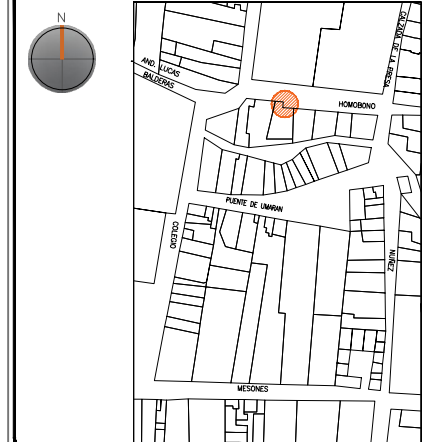 N
CALZADA DE LA PRESA
AND. LUCAS
BALDERAS
HOMOBONO
PUENTE DE UMARAN
COLEGIO
NUÑEZ
MESONES